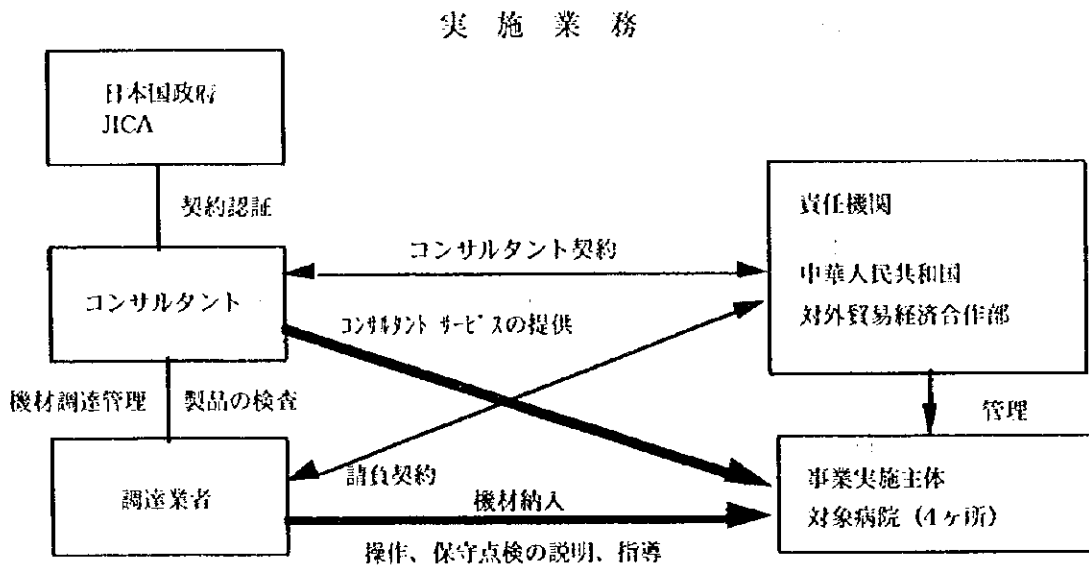 実施業務
日本国政府
JICA
契約認証
責任機関
コンサルタント契約
中華人民共和国
コンサルタント
対外貿易経済合作部
コンサルタント サービスの提供
機材調達管理
製品の検査
管理
請負契約
事業実施主体
調達業者
機材納入
対象病院(4ヶ所)
操作、保守点検の説明、指導